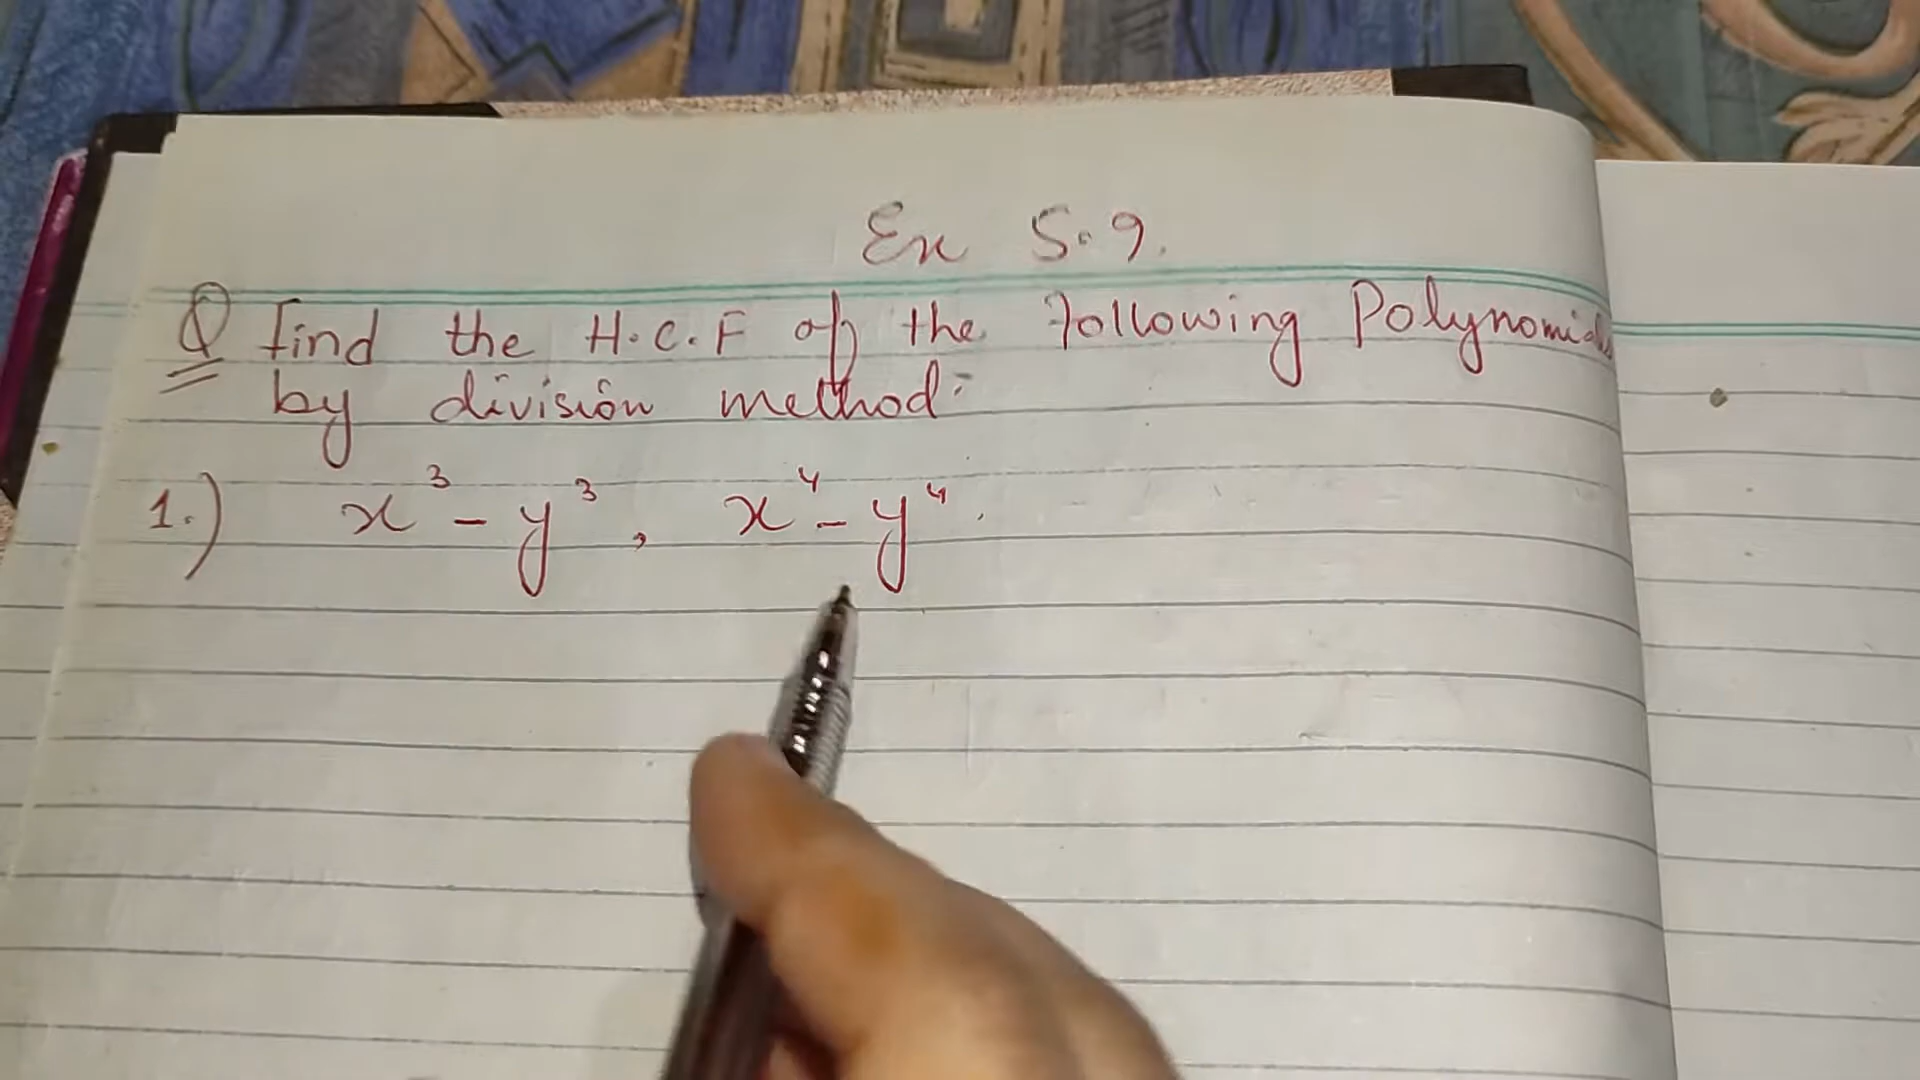 Ex 5.9.
Q find the H.C.F of the following Polynomials
by division method:
1.) x³ - y³, x⁴ - y⁴.